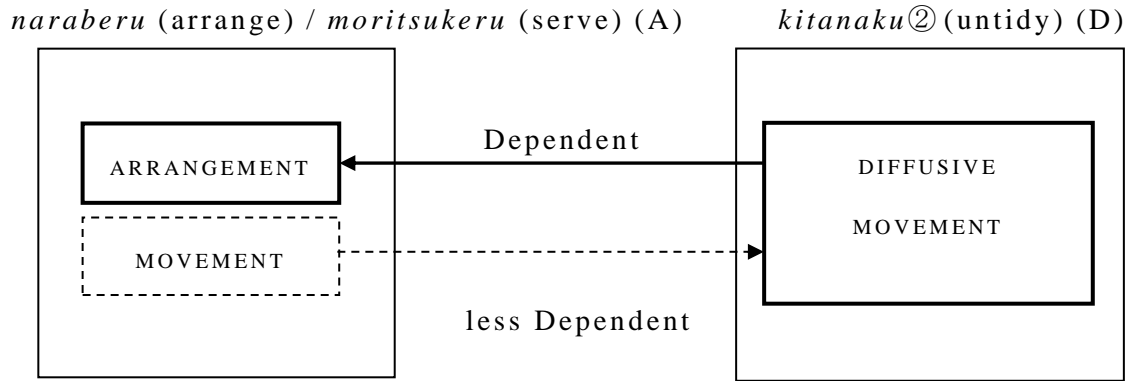 naraberu (arrange) / moritsukeru (serve) (A)
kitanaku② (untidy) (D)
Dependent
ARRANGEMENT
DIFFUSIVE
MOVEMENT
MOVEMENT
less Dependent